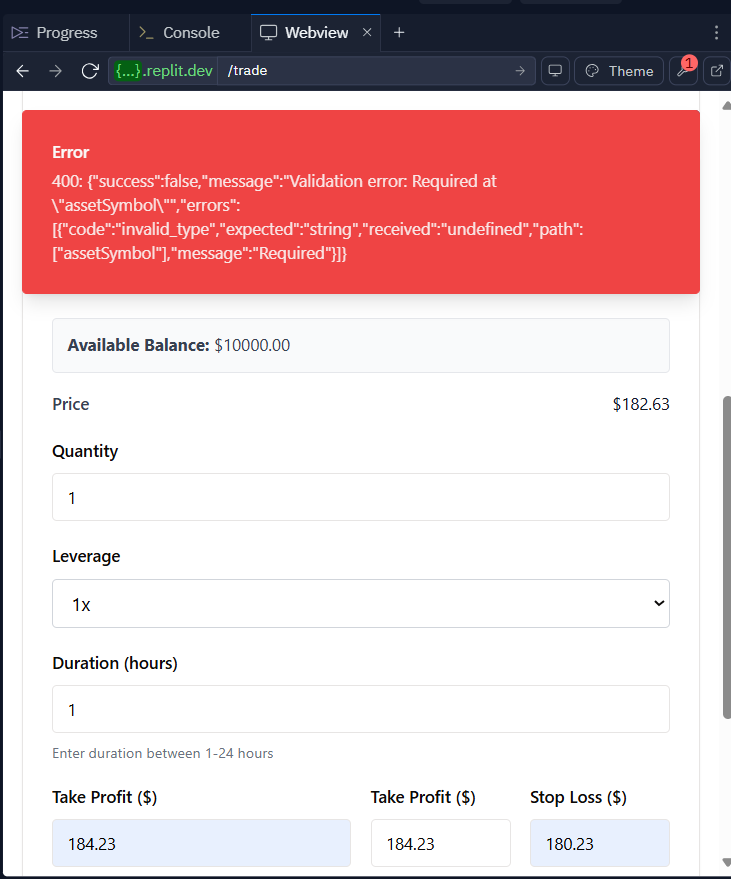 Progress
Console
Webview
{...}.replit.dev
/trade
Theme
1
Error
400: {"success":false,"message":"Validation error: Required at
\"assetSymbol\"","errors":
[{"code":"invalid_type","expected":"string","received":"undefined","path":
["assetSymbol"],"message":"Required"}]}
Available Balance: $10000.00
Price $182.63
Quantity
1
Leverage
1x
Duration (hours)
1
Enter duration between 1-24 hours
Take Profit ($) Take Profit ($) Stop Loss ($)
184.23 184.23 180.23